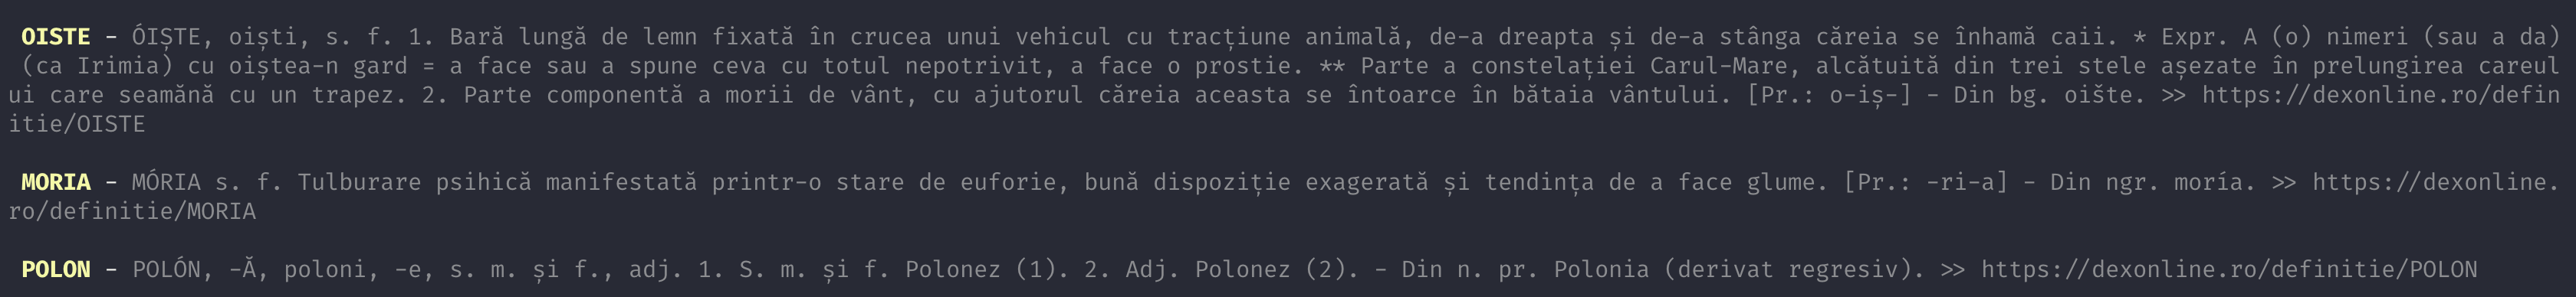 OISTE - ÓIȘTE, oiști, s. f. 1. Bară lungă de lemn fixată în crucea unui vehicul cu tracțiune animală, de-a dreapta și de-a stânga căreia se înhamă caii. * Expr. A (o) nimeri (sau a da)
(ca Irimia) cu oiștea-n gard = a face sau a spune ceva cu totul nepotrivit, a face o prostie. ** Parte a constelației Carul-Mare, alcătuită din trei stele așezate în prelungirea careul
ui care seamănă cu un trapez. 2. Parte componentă a morii de vânt, cu ajutorul căreia aceasta se întoarce în bătaia vântului. [Pr.: o-iș-] - Din bg. oište. >> https://dexonline.ro/defin
itie/OISTE
MORIA - MÓRIA s. f. Tulburare psihică manifestată printr-o stare de euforie, bună dispoziție exagerată și tendința de a face glume. [Pr.: -ri-a] - Din ngr. moría. >> https://dexonline.
ro/definitie/MORIA
POLON - POLÓN, -Ă, poloni, -e, s. m. și f., adj. 1. S. m. și f. Polonez (1). 2. Adj. Polonez (2). - Din n. pr. Polonia (derivat regresiv). >> https://dexonline.ro/definitie/POLON